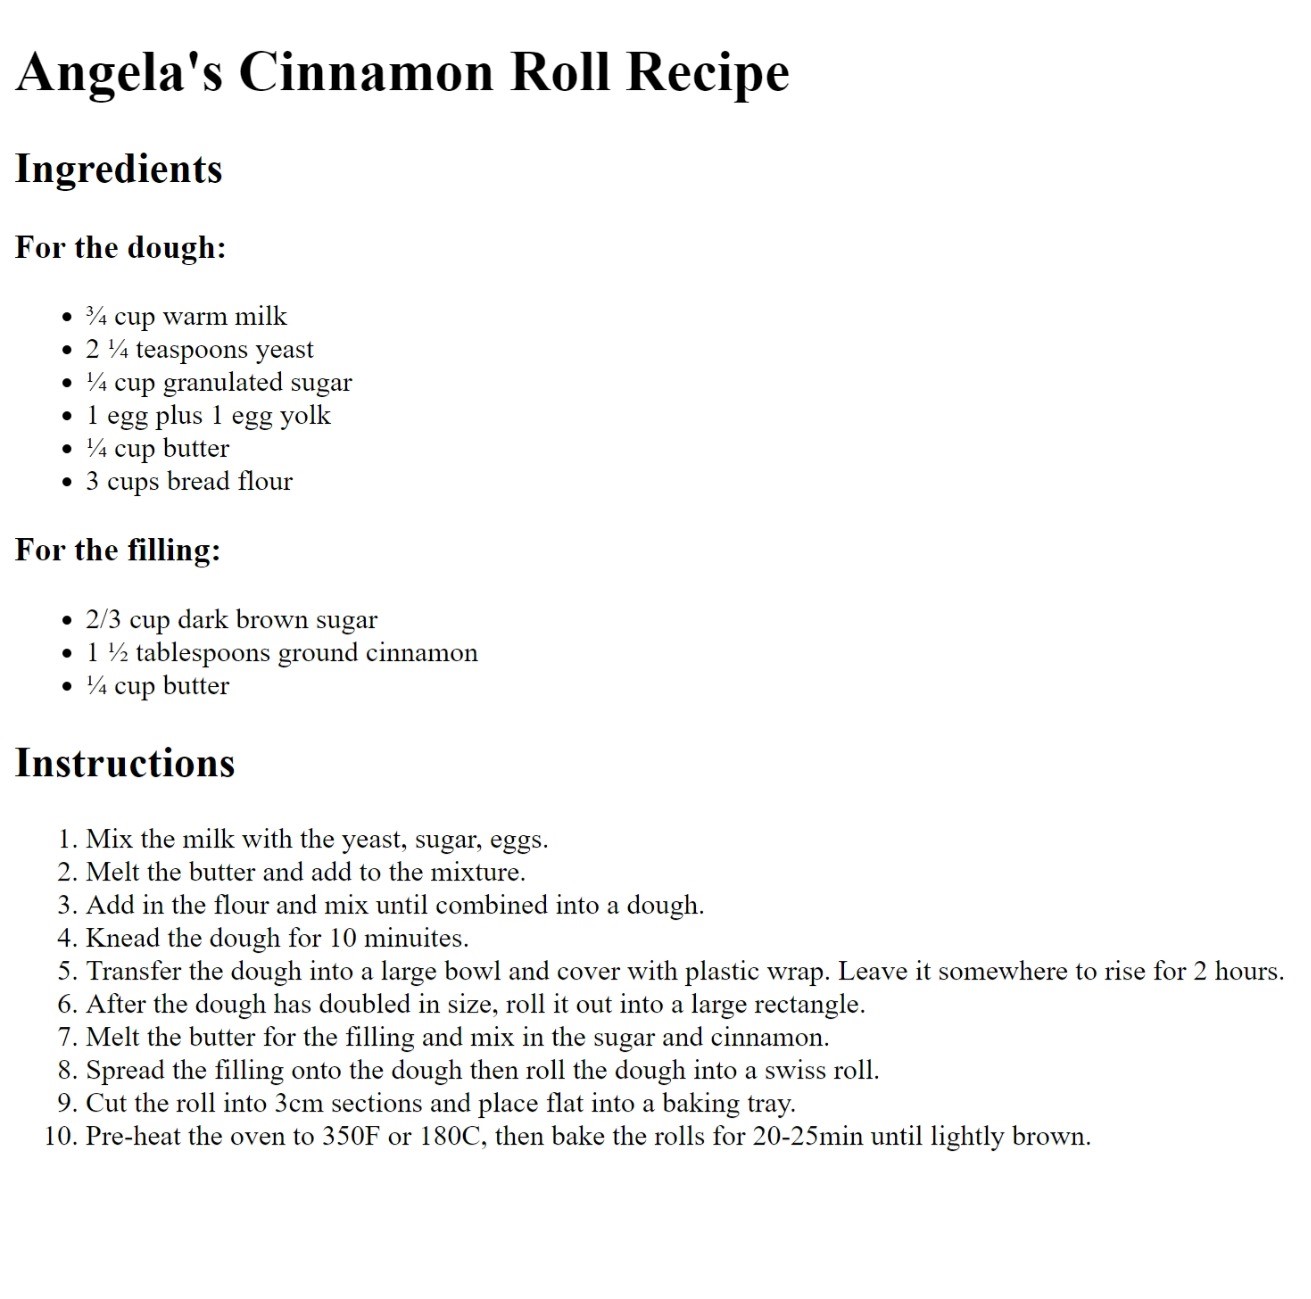 Angela's Cinnamon Roll Recipe
Ingredients
For the dough:
• ¾ cup warm milk
• 2 ¼ teaspoons yeast
• ¼ cup granulated sugar
• 1 egg plus 1 egg yolk
• ¼ cup butter
• 3 cups bread flour
For the filling:
• 2/3 cup dark brown sugar
• 1 ½ tablespoons ground cinnamon
• ¼ cup butter
Instructions
1. Mix the milk with the yeast, sugar, eggs.
2. Melt the butter and add to the mixture.
3. Add in the flour and mix until combined into a dough.
4. Knead the dough for 10 minuites.
5. Transfer the dough into a large bowl and cover with plastic wrap. Leave it somewhere to rise for 2 hours.
6. After the dough has doubled in size, roll it out into a large rectangle.
7. Melt the butter for the filling and mix in the sugar and cinnamon.
8. Spread the filling onto the dough then roll the dough into a swiss roll.
9. Cut the roll into 3cm sections and place flat into a baking tray.
10. Pre-heat the oven to 350F or 180C, then bake the rolls for 20-25min until lightly brown.